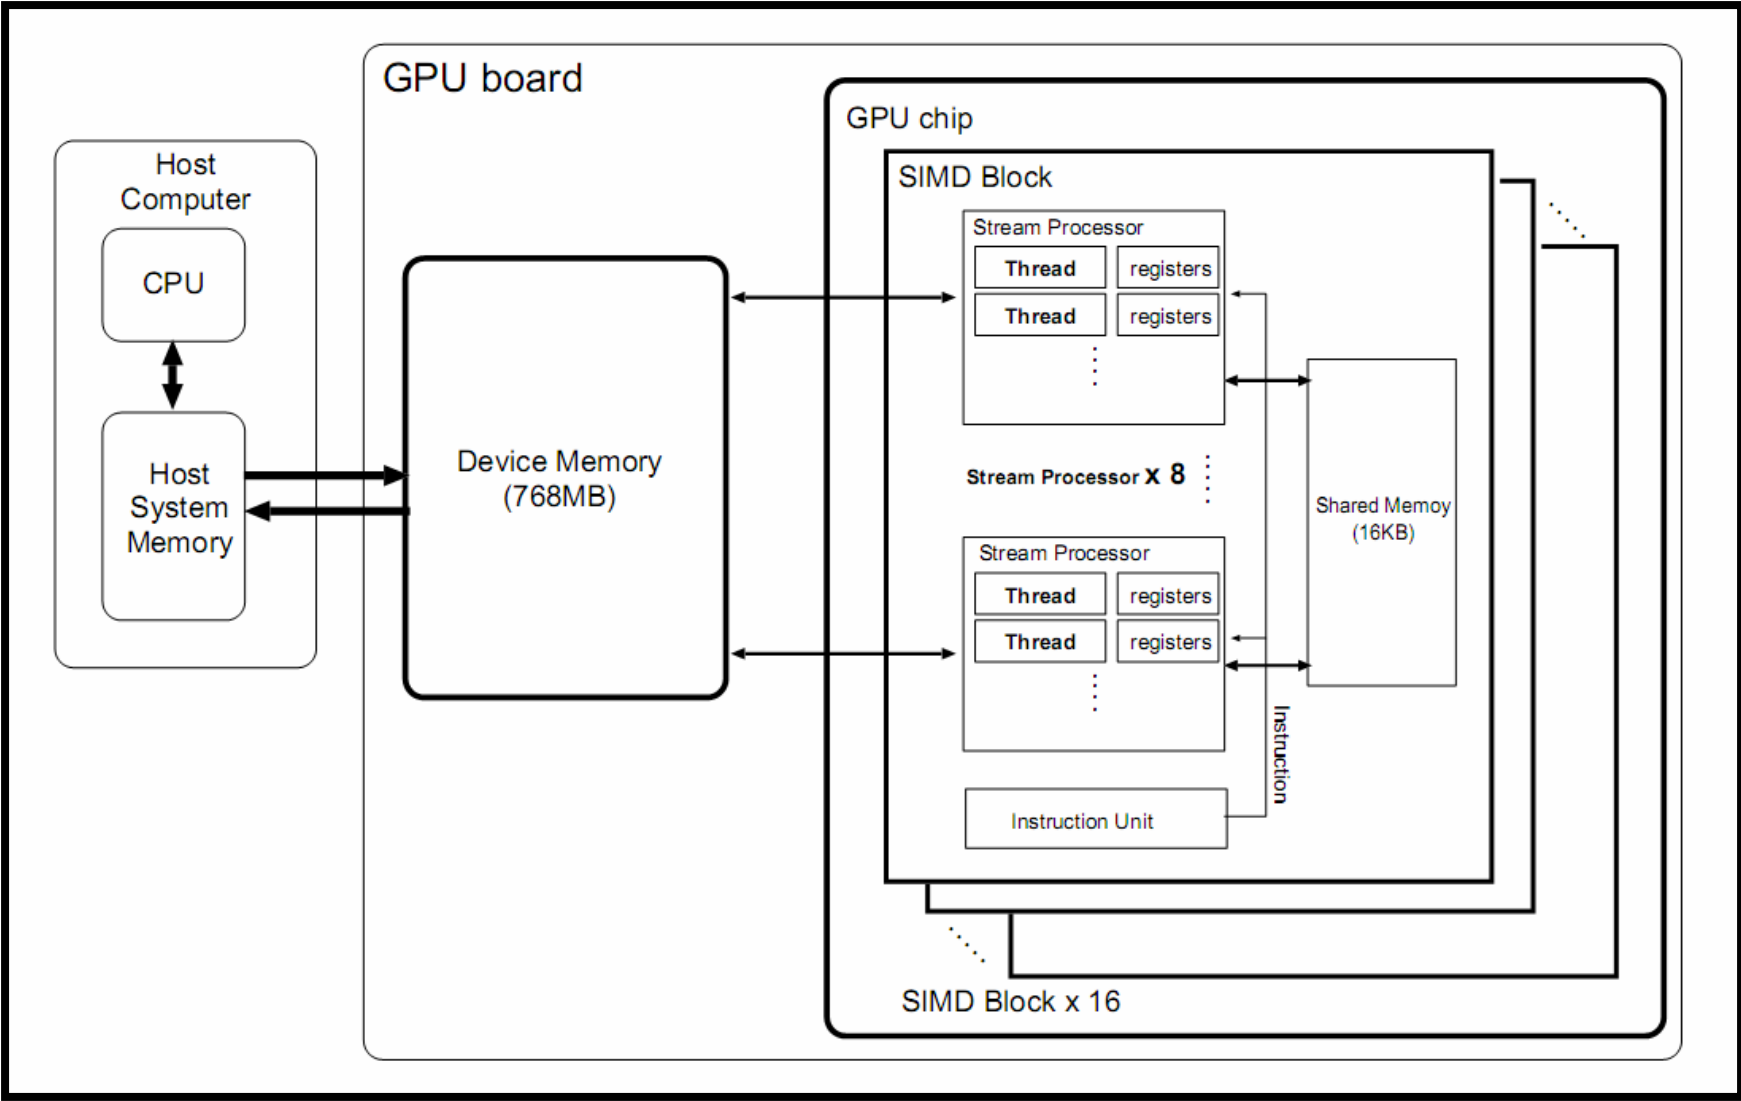 GPU board
GPU chip
Host
Computer
SIMD Block
CPU
Stream Processor
Thread
registers
Thread
registers
Host
System
Memory
Device Memory
(768MB)
Stream Processor x 8
Shared Memoy
(16KB)
Stream Processor
Thread
registers
Thread
registers
Instruction
Instruction Unit
SIMD Block x 16